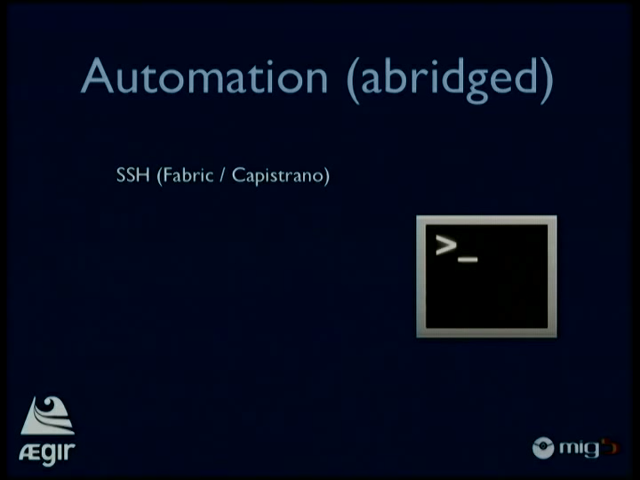 Automation (abridged)
SSH (Fabric / Capistrano)
>_
ÆGIR
mig5